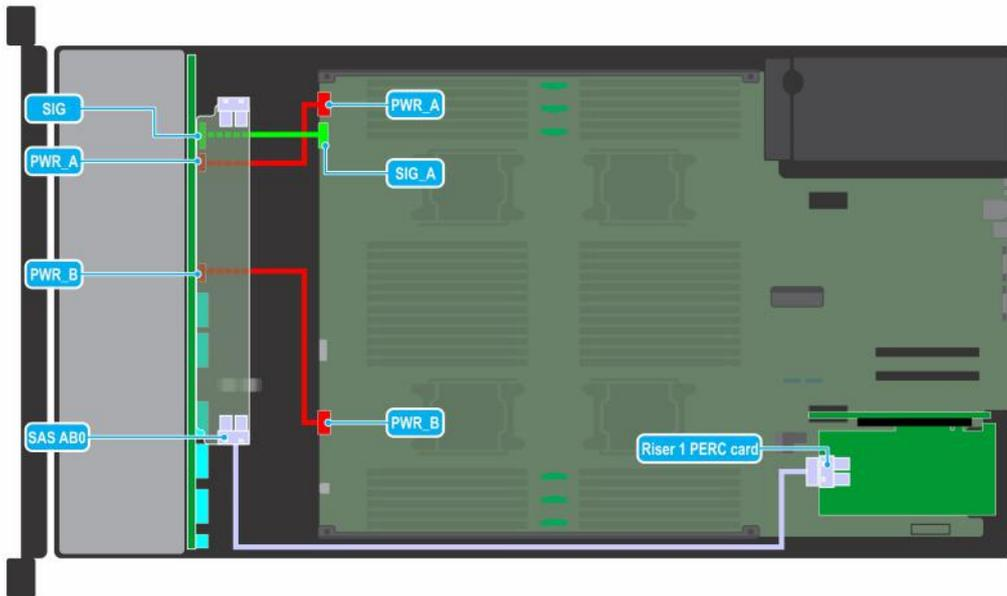 SIG
PWR_A
PWR_A
SIG_A
PWR_B
SAS AB0
PWR_B
Riser 1 PERC card